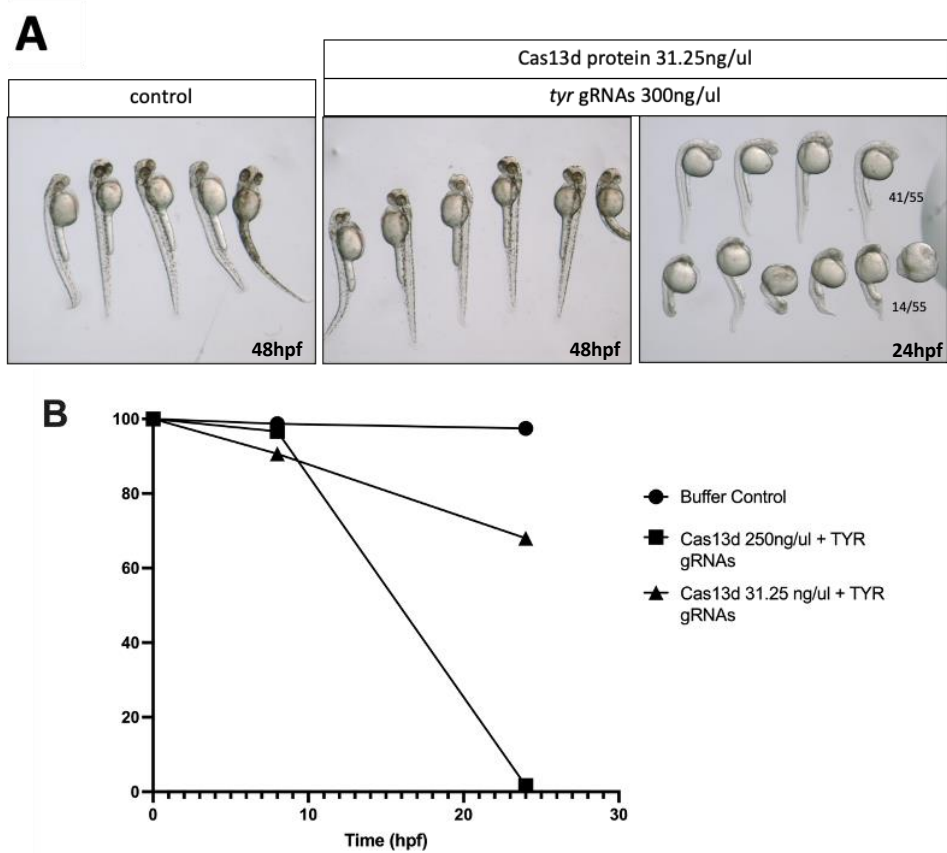 A
Cas13d protein 31.25ng/ul
control
tyr gRNAs 300ng/ul
41/55
14/55
48hpf
48hpf
24hpf
B
100
80
60
40
20
0
0
10
20
30
Time (hpf)
Buffer Control
Cas13d 250ng/ul + TYR
gRNAs
Cas13d 31.25 ng/ul + TYR
gRNAs